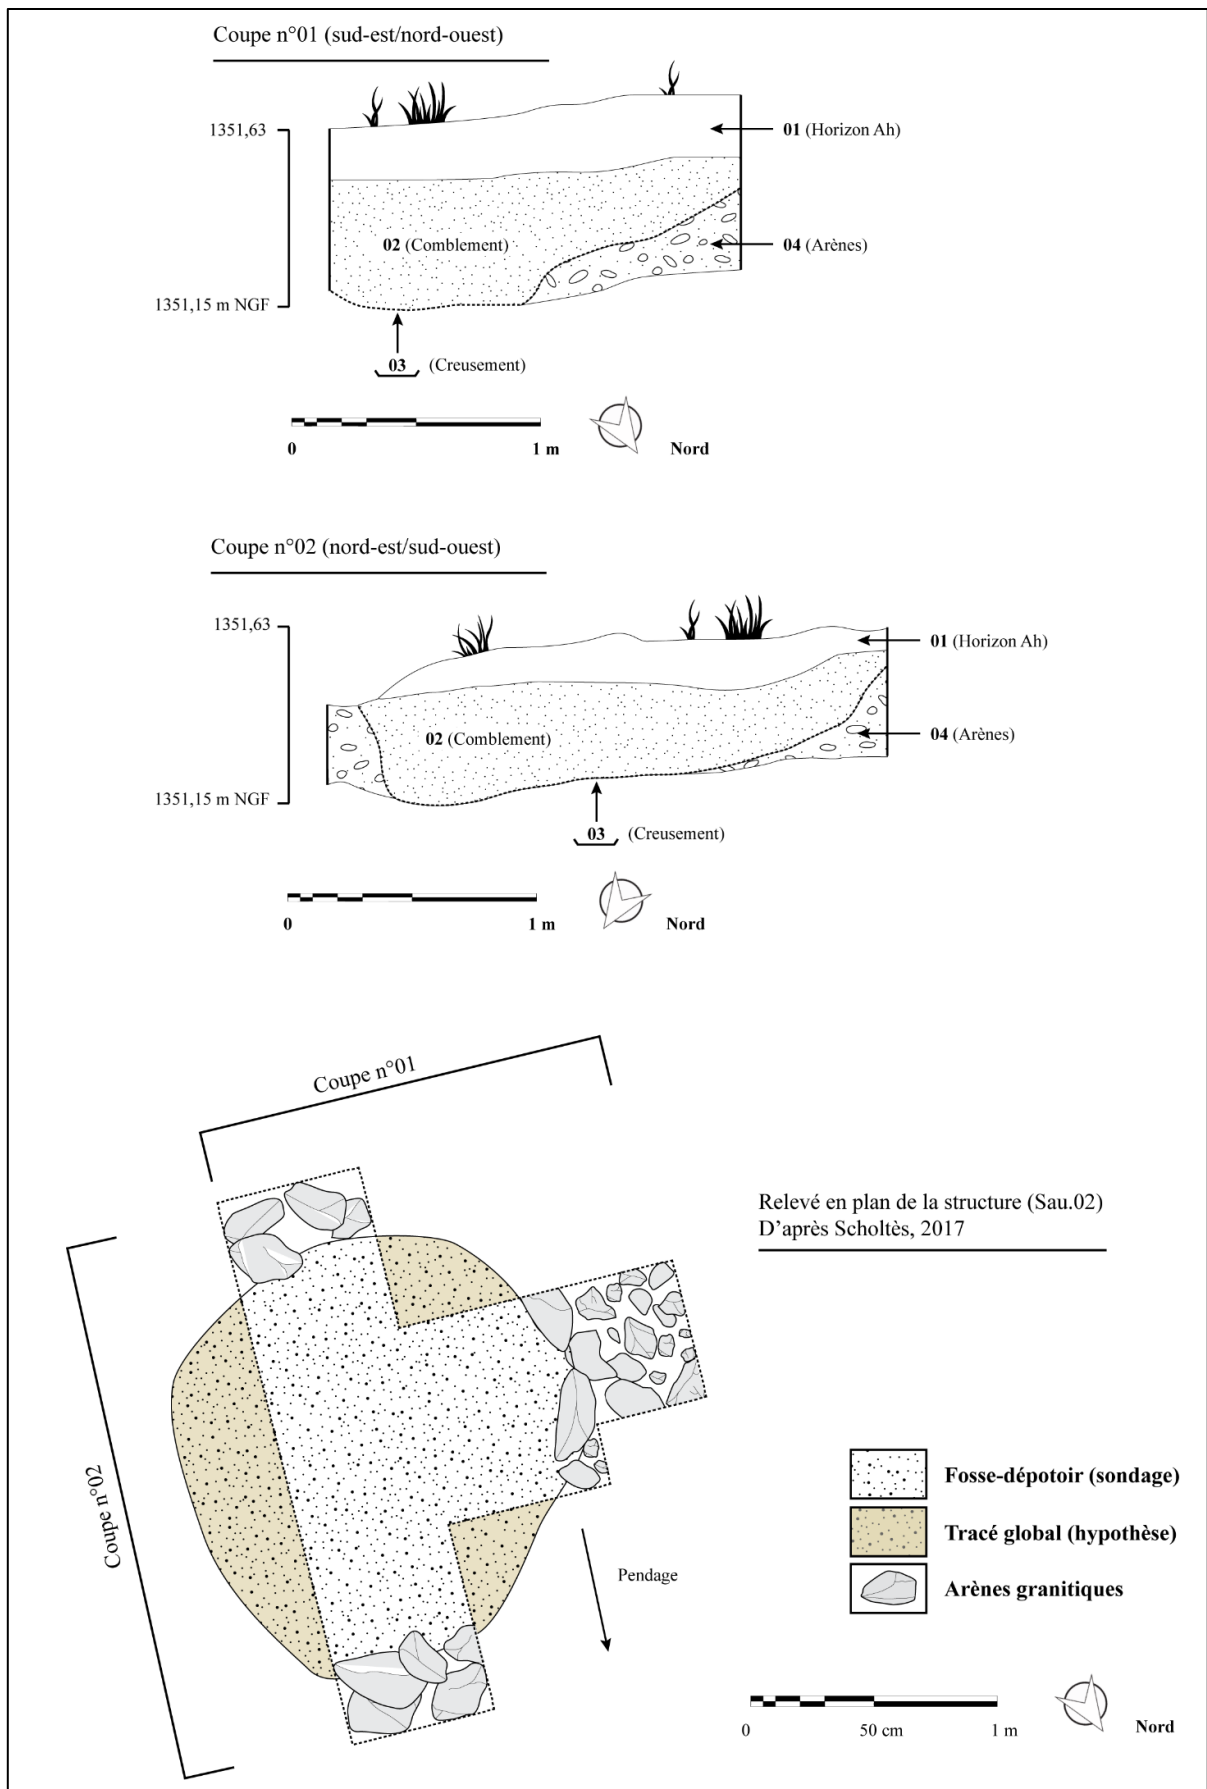 Coupe n°01 (sud-est/nord-ouest)
1351,63
01 (Horizon Ah)
02 (Comblement)
04 (Arènes)
1351,15 m NGF
03 (Creusement)
0 1 m Nord
Coupe n°02 (nord-est/sud-ouest)
1351,63
01 (Horizon Ah)
02 (Comblement)
04 (Arènes)
1351,15 m NGF
03 (Creusement)
0 1 m Nord
Coupe n°01
Relevé en plan de la structure (Sau.02)
D'après Scholtès, 2017
Coupe n°02
Fosse-dépotoir (sondage)
Tracé global (hypothèse)
Pendage
Arènes granitiques
0 50 cm 1 m Nord